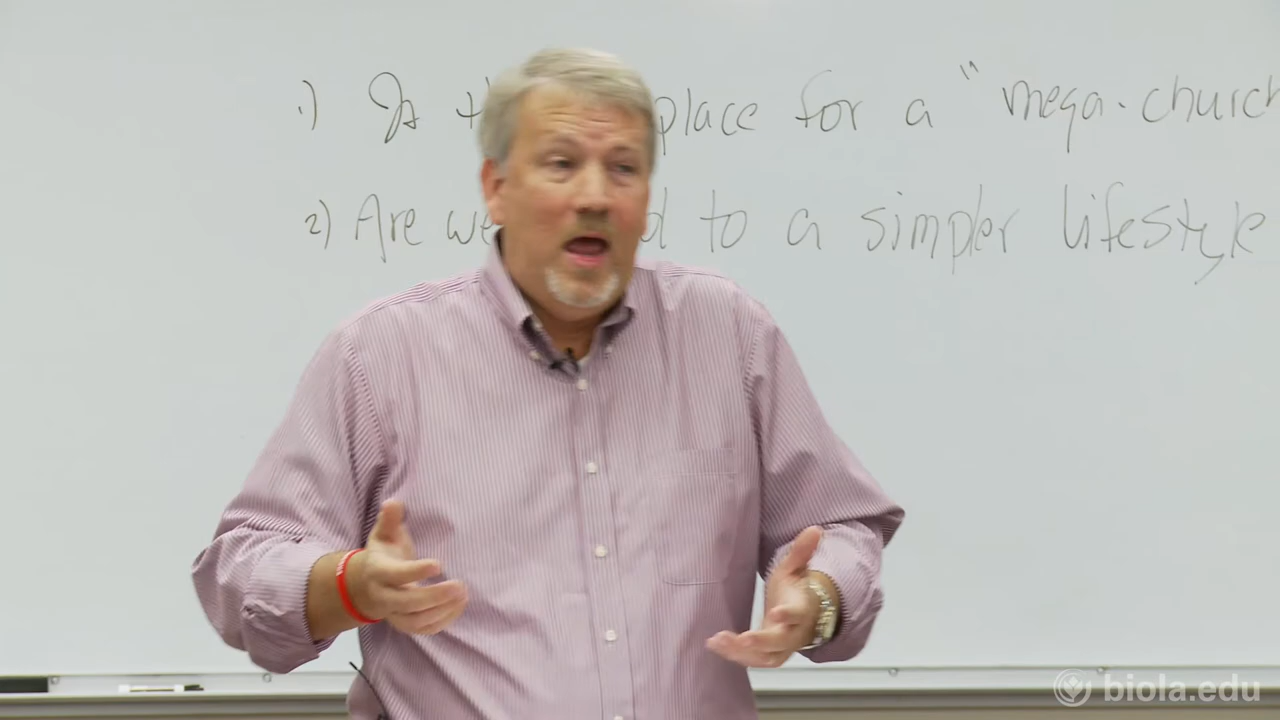 1) Is place for a "mega-church
2) Are we to a simpler lifestyle
biola.edu